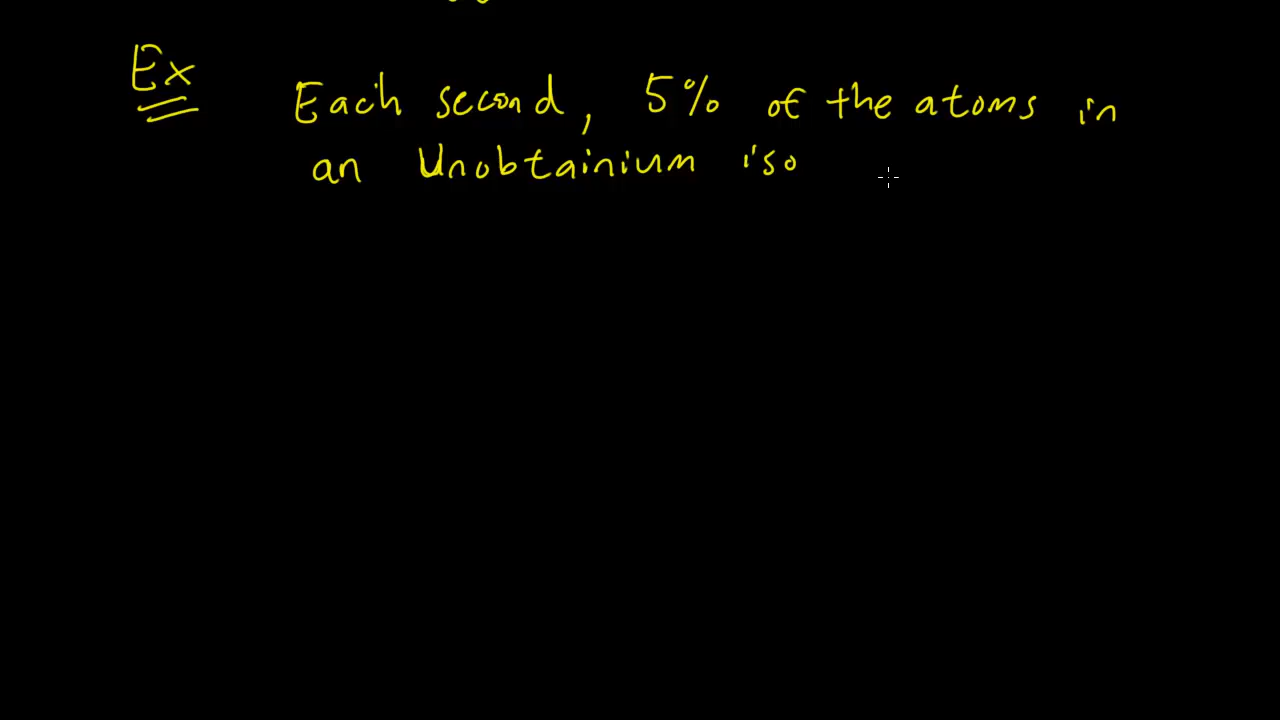 Ex
Each second, 5% of the atoms in
an Unobtainium iso